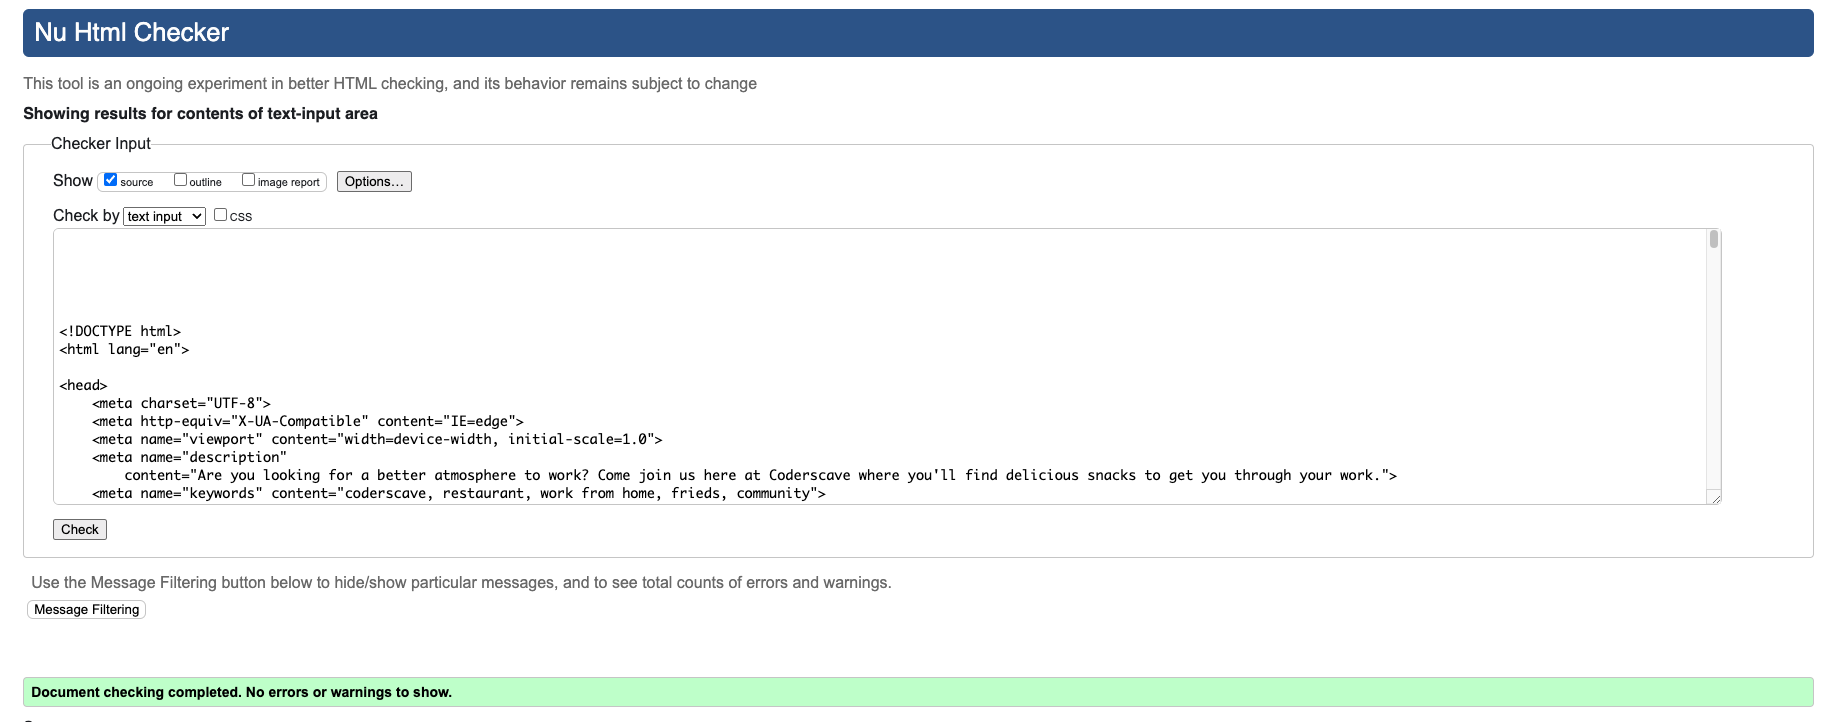 Nu Html Checker
This tool is an ongoing experiment in better HTML checking, and its behavior remains subject to change
Showing results for contents of text-input area
Checker Input
Show source outline image report Options...
Check by text input CSS
<!DOCTYPE html>
<html lang="en">
<head>
<meta charset="UTF-8">
<meta http-equiv="X-UA-Compatible" content="IE=edge">
<meta name="viewport" content="width=device-width, initial-scale=1.0">
<meta name="description"
content="Are you looking for a better atmosphere to work? Come join us here at Coderscave where you'll find delicious snacks to get you through your work.">
<meta name="keywords" content="coderscave, restaurant, work from home, frieds, community">
Check
Use the Message Filtering button below to hide/show particular messages, and to see total counts of errors and warnings.
Message Filtering
Document checking completed. No errors or warnings to show.